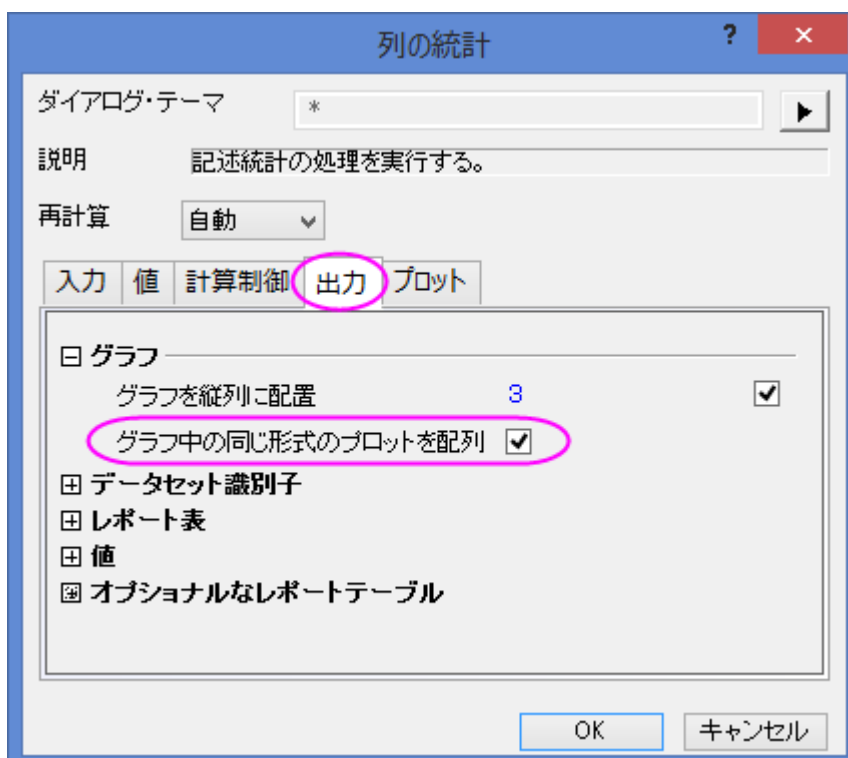 列の統計 ? ×
ダイアログ・テーマ *
説明 記述統計の処理を実行する。
再計算 自動
入力 値 計算制御 出力 プロット
グラフ
グラフを縦列に配置 3
グラフ中の同じ形式のプロットを配列
データセット識別子
レポート表
値
オプショナルなレポートテーブル
OK キャンセル